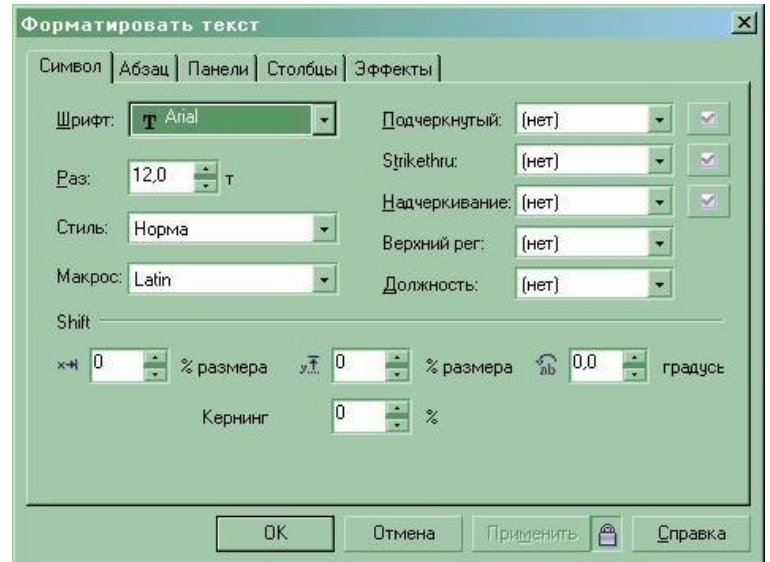 Форматировать текст
Символ Абзац Панели Столбцы Эффекты
Шрифт: T Arial Подчеркнутый: (нет)
Раз: 12,0 т Strikethru: (нет)
Надчеркивание: (нет)
Стиль: Норма Верхний рег: (нет)
Макрос: Latin Должность: (нет)
Shift
0 % размера 0 % размера ab 0,0 градусь
Кернинг 0 %
OK Отмена Применить Справка